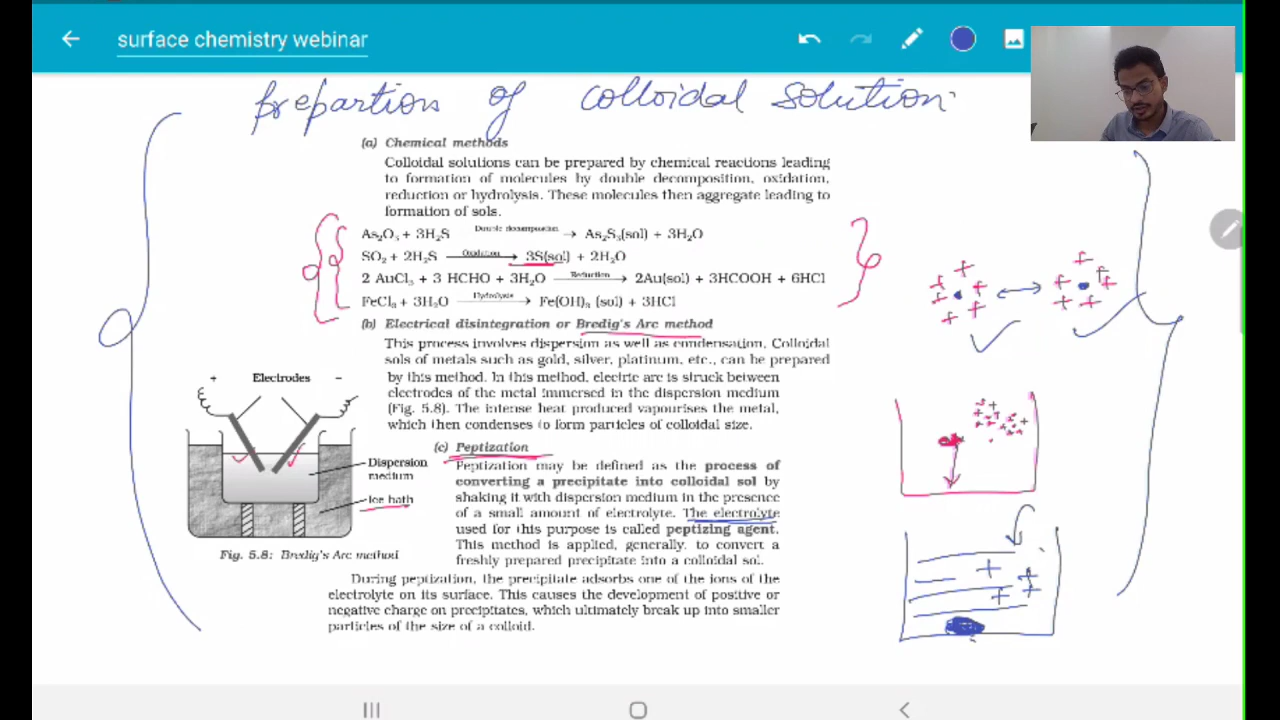 surface chemistry webinar
prepartion of colloidal solution.
(a) Chemical methods
Colloidal solutions can be prepared by chemical reactions leading
to formation of molecules by double decomposition, oxidation,
reduction or hydrolysis. These molecules then aggregate leading to
formation of sols.
As₂O₃ + 3H₂S Double decomposition → As₂S₃(sol) + 3H₂O
SO₂ + 2H₂S Oxidation → 3S(sol) + 2H₂O
2 AuCl₃ + 3 HCHO + 3H₂O Reduction → 2Au(sol) + 3HCOOH + 6HCl
FeCl₃ + 3H₂O Hydrolysis → Fe(OH)₃ (sol) + 3HCl
(b) Electrical disintegration or Bredig's Arc method
This process involves dispersion as well as condensation. Colloidal
sols of metals such as gold, silver, platinum, etc., can be prepared
by this method. In this method, electric arc is struck between
electrodes of the metal immersed in the dispersion medium
(Fig. 5.8). The intense heat produced vapourises the metal,
which then condenses to form particles of colloidal size.
+ Electrodes −
Dispersion
medium
Ice bath
Fig. 5.8: Bredig's Arc method
(c) Peptization
Peptization may be defined as the process of
converting a precipitate into colloidal sol by
shaking it with dispersion medium in the presence
of a small amount of electrolyte. The electrolyte
used for this purpose is called peptizing agent.
This method is applied, generally, to convert a
freshly prepared precipitate into a colloidal sol.
During peptization, the precipitate adsorbs one of the ions of the
electrolyte on its surface. This causes the development of positive or
negative charge on precipitates, which ultimately break up into smaller
particles of the size of a colloid.